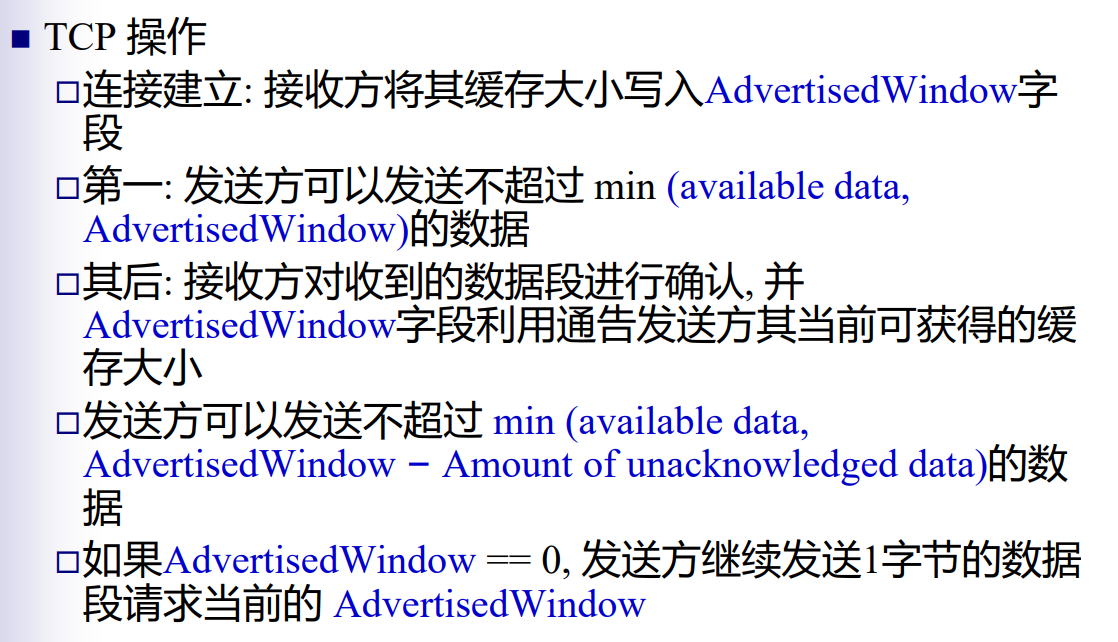 TCP 操作
连接建立: 接收方将其缓存大小写入AdvertisedWindow字
段
第一: 发送方可以发送不超过 min (available data,
AdvertisedWindow)的数据
其后: 接收方对收到的数据段进行确认, 并
AdvertisedWindow字段利用通告发送方其当前可获得的缓
存大小
发送方可以发送不超过 min (available data,
AdvertisedWindow − Amount of unacknowledged data)的数
据
如果AdvertisedWindow == 0, 发送方继续发送1字节的数据
段请求当前的 AdvertisedWindow